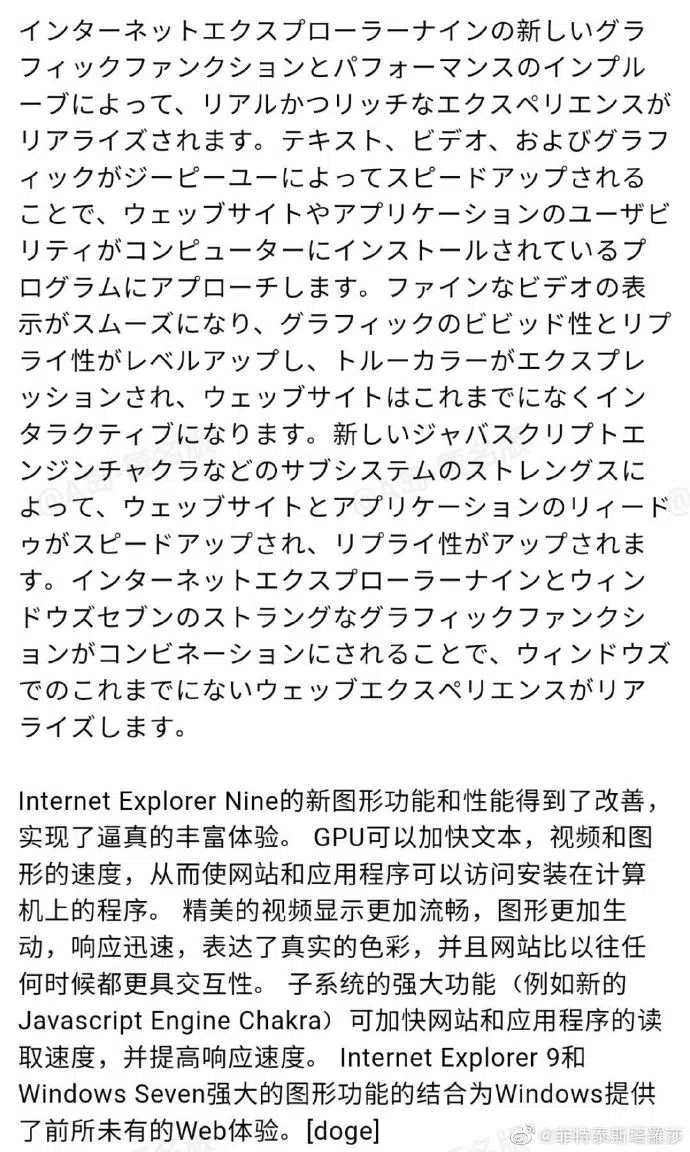 インターネットエクスプローラーナインの新しいグラ
フィックファンクションとパフォーマンスのインプル
ーブによって、リアルかつリッチなエクスペリエンスが
リアライズされます。テキスト、ビデオ、およびグラフ
ィックがジーピーユーによってスピードアップされる
ことで、ウェッブサイトやアプリケーションのユーザビ
リティがコンピューターにインストールされているプ
ログラムにアプローチします。ファインなビデオの表
示がスムーズになり、グラフィックのビビッド性とリプ
ライ性がレベルアップし、トルーカラーがエクスプレ
ッションされ、ウェッブサイトはこれまでになくイン
タラクティブになります。新しいジャバスクリプトエ
ンジンチャクラなどのサブシステムのストレングスに
よって、ウェッブサイトとアプリケーションのリィード
ゥがスピードアップされ、リプライ性がアップされま
す。インターネットエクスプローラーナインとウィン
ドウズセブンのストラングなグラフィックファンクシ
ョンがコンビネーションにされることで、ウィンドウズ
でのこれまでにないウェッブエクスペリエンスがリア
ライズします。
Internet Explorer Nine的新图形功能和性能得到了改善，
实现了逼真的丰富体验。 GPU可以加快文本，视频和图
形的速度，从而使网站和应用程序可以访问安装在计算
机上的程序。 精美的视频显示更加流畅，图形更加生
动，响应迅速，表达了真实的色彩，并且网站比以往任
何时候都更具交互性。 子系统的强大功能（例如新的
Javascript Engine Chakra）可加快网站和应用程序的读
取速度，并提高响应速度。 Internet Explorer 9和
Windows Seven强大的图形功能的结合为Windows提供
了前所未有的Web体验。[doge]
@菲特泰斯塔羅莎